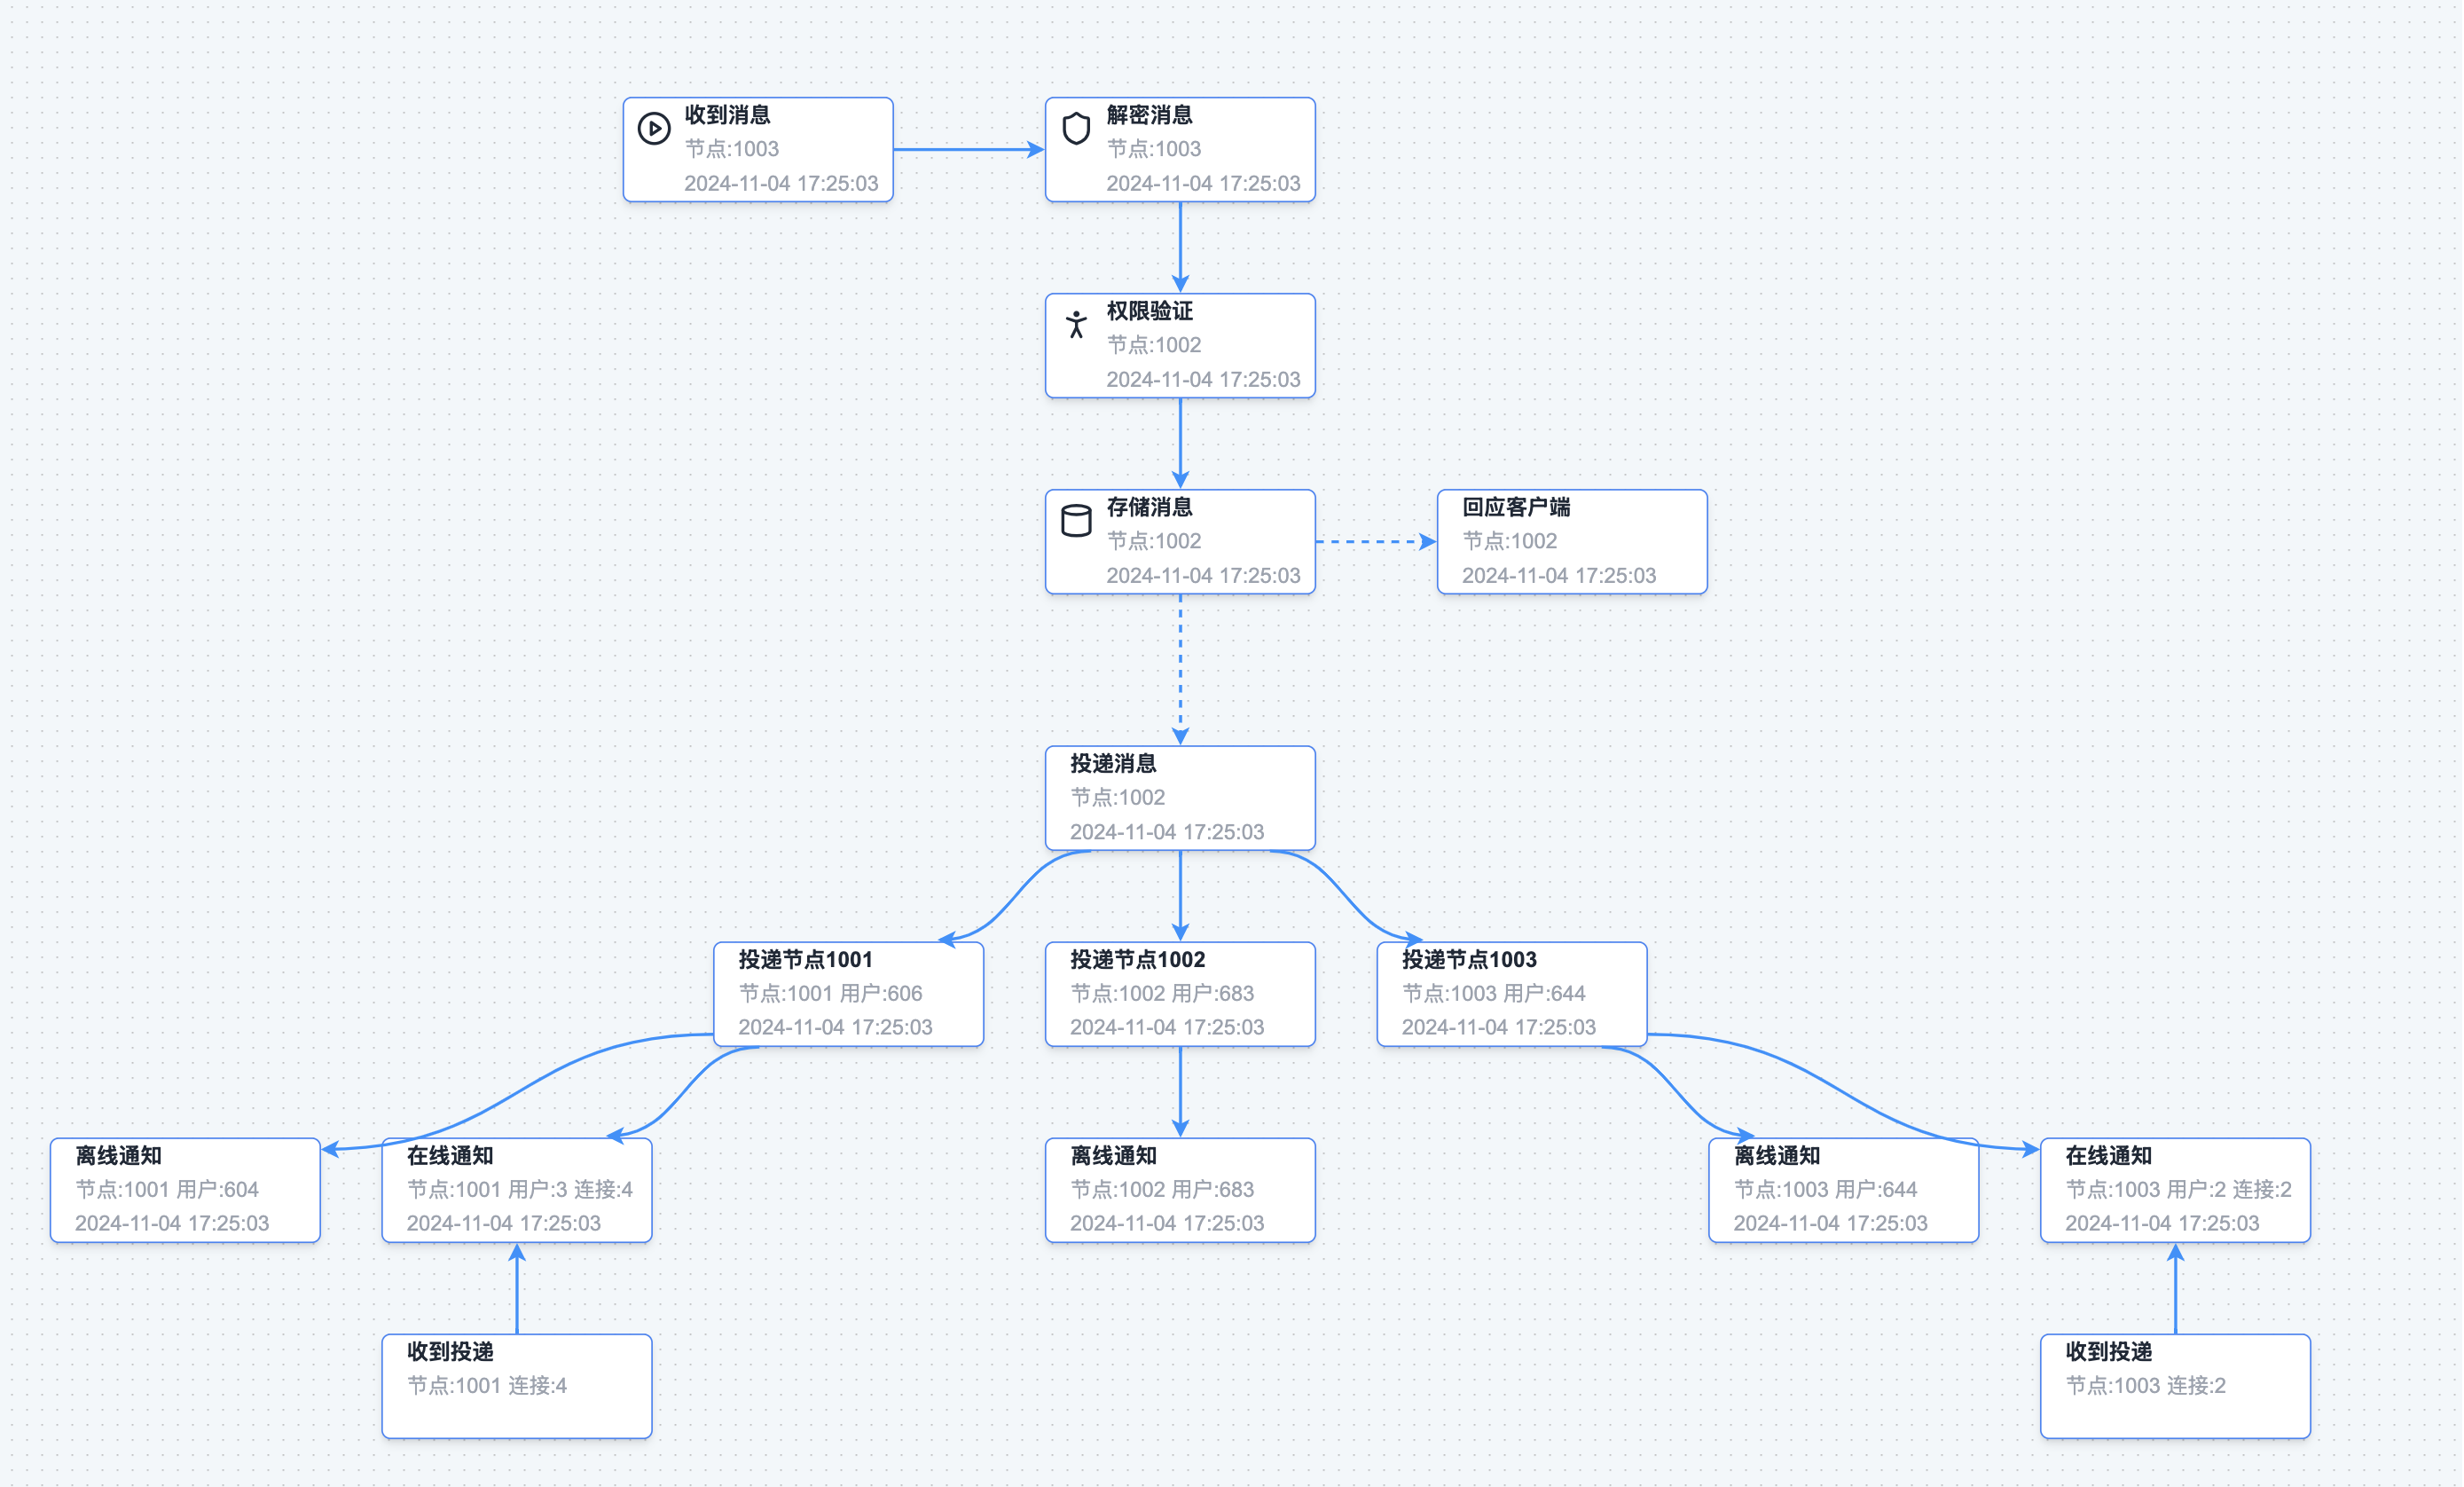 收到消息
节点:1003
2024-11-04 17:25:03
解密消息
节点:1003
2024-11-04 17:25:03
权限验证
节点:1002
2024-11-04 17:25:03
存储消息
节点:1002
2024-11-04 17:25:03
回应客户端
节点:1002
2024-11-04 17:25:03
投递消息
节点:1002
2024-11-04 17:25:03
投递节点1001
节点:1001 用户:606
2024-11-04 17:25:03
投递节点1002
节点:1002 用户:683
2024-11-04 17:25:03
投递节点1003
节点:1003 用户:644
2024-11-04 17:25:03
离线通知
节点:1001 用户:604
2024-11-04 17:25:03
在线通知
节点:1001 用户:3 连接:4
2024-11-04 17:25:03
离线通知
节点:1002 用户:683
2024-11-04 17:25:03
离线通知
节点:1003 用户:644
2024-11-04 17:25:03
在线通知
节点:1003 用户:2 连接:2
2024-11-04 17:25:03
收到投递
节点:1001 连接:4
收到投递
节点:1003 连接:2